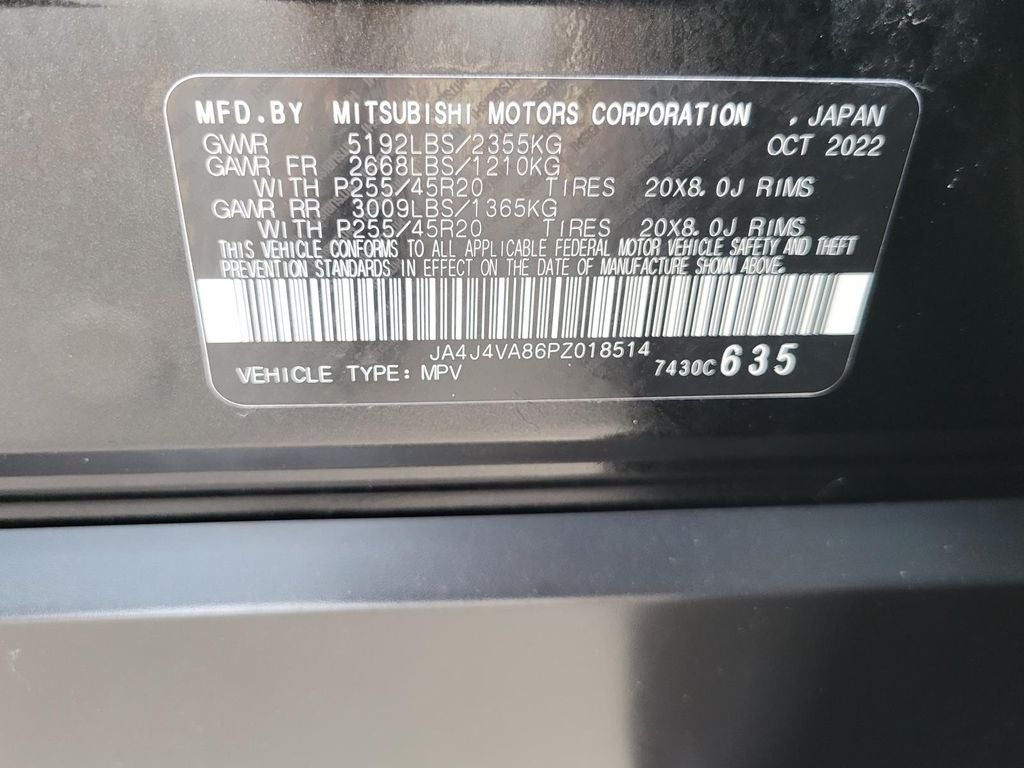 MFD.BY MITSUBISHI MOTORS CORPORATION , JAPAN
GVWR 5192LBS/2355KG OCT 2022
GAWR FR 2668LBS/1210KG
WITH P255/45R20 TIRES 20X8.0J RIMS
GAWR RR 3009LBS/1365KG
WITH P255/45R20 TIRES 20X8.0J RIMS
THIS VEHICLE CONFORMS TO ALL APPLICABLE FEDERAL MOTOR VEHICLE SAFETY AND THEFT
PREVENTION STANDARDS IN EFFECT ON THE DATE OF MANUFACTURE SHOWN ABOVE.
JA4J4VA86PZ018514
VEHICLE TYPE: MPV 7430C 635